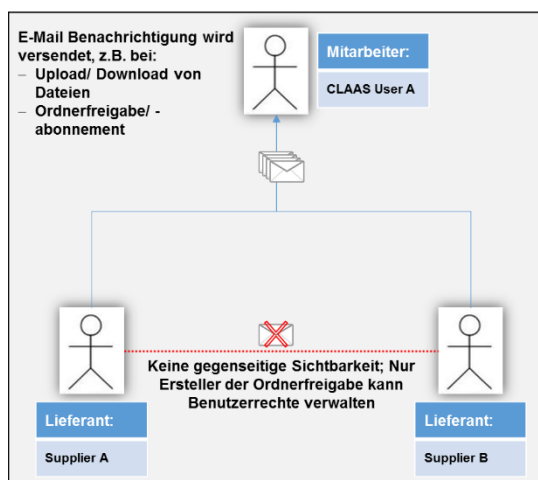 E-Mail Benachrichtigung wird
versendet, z.B. bei:
– Upload/ Download von
Dateien
– Ordnerfreigabe/ -
abonnement
Mitarbeiter:
CLAAS User A
Keine gegenseitige Sichtbarkeit; Nur
Ersteller der Ordnerfreigabe kann
Benutzerrechte verwalten
Lieferant:
Supplier A
Lieferant:
Supplier B